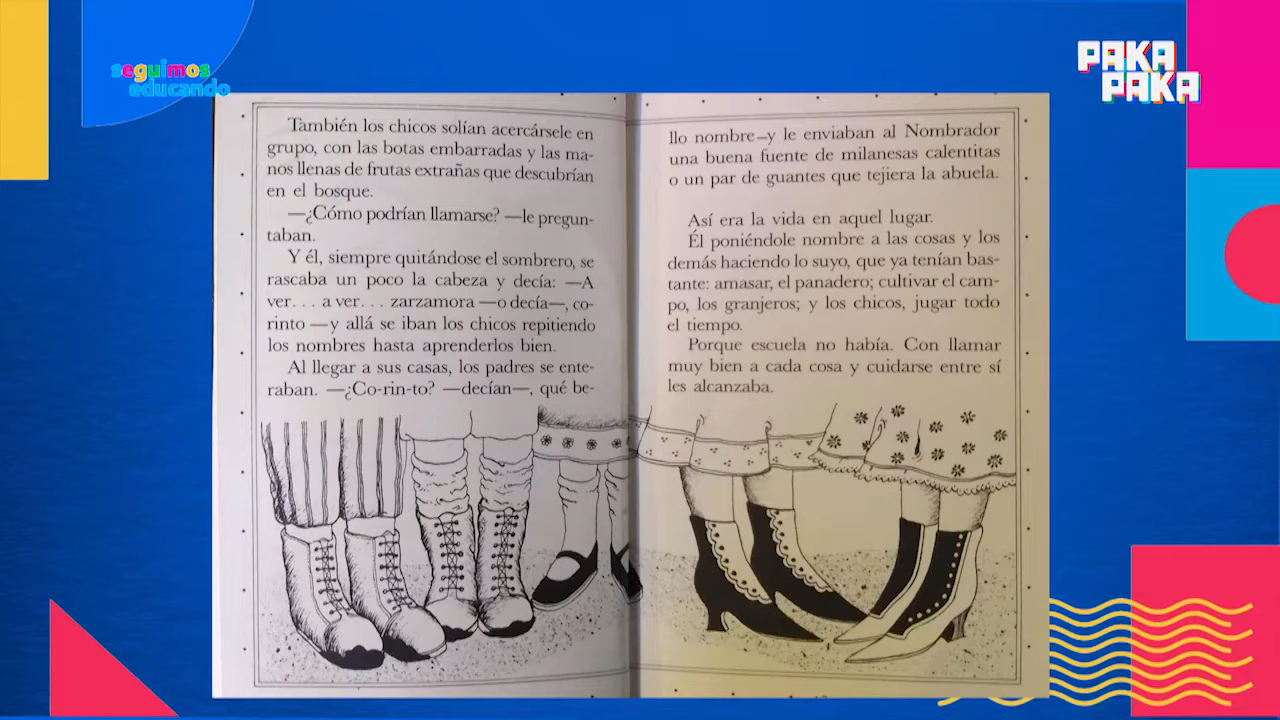 seguimos
educando
PAKA
PAKA
También los chicos solían acercársele en
grupo, con las botas embarradas y las ma-
nos llenas de frutas extrañas que descubrían
en el bosque.
—¿Cómo podrían llamarse? —le pregun-
taban.
Y él, siempre quitándose el sombrero, se
rascaba un poco la cabeza y decía: —A
ver. . . a ver. . . zarzamora —o decía—, co-
rinto —y allá se iban los chicos repitiendo
los nombres hasta aprenderlos bien.
Al llegar a sus casas, los padres se ente-
raban. —¿Co-rin-to? —decían—, qué be-
llo nombre—y le enviaban al Nombrador
una buena fuente de milanesas calentitas
o un par de guantes que tejiera la abuela.
Así era la vida en aquel lugar.
Él poniéndole nombre a las cosas y los
demás haciendo lo suyo, que ya tenían bas-
tante: amasar, el panadero; cultivar el cam-
po, los granjeros; y los chicos, jugar todo
el tiempo.
Porque escuela no había. Con llamar
muy bien a cada cosa y cuidarse entre sí
les alcanzaba.